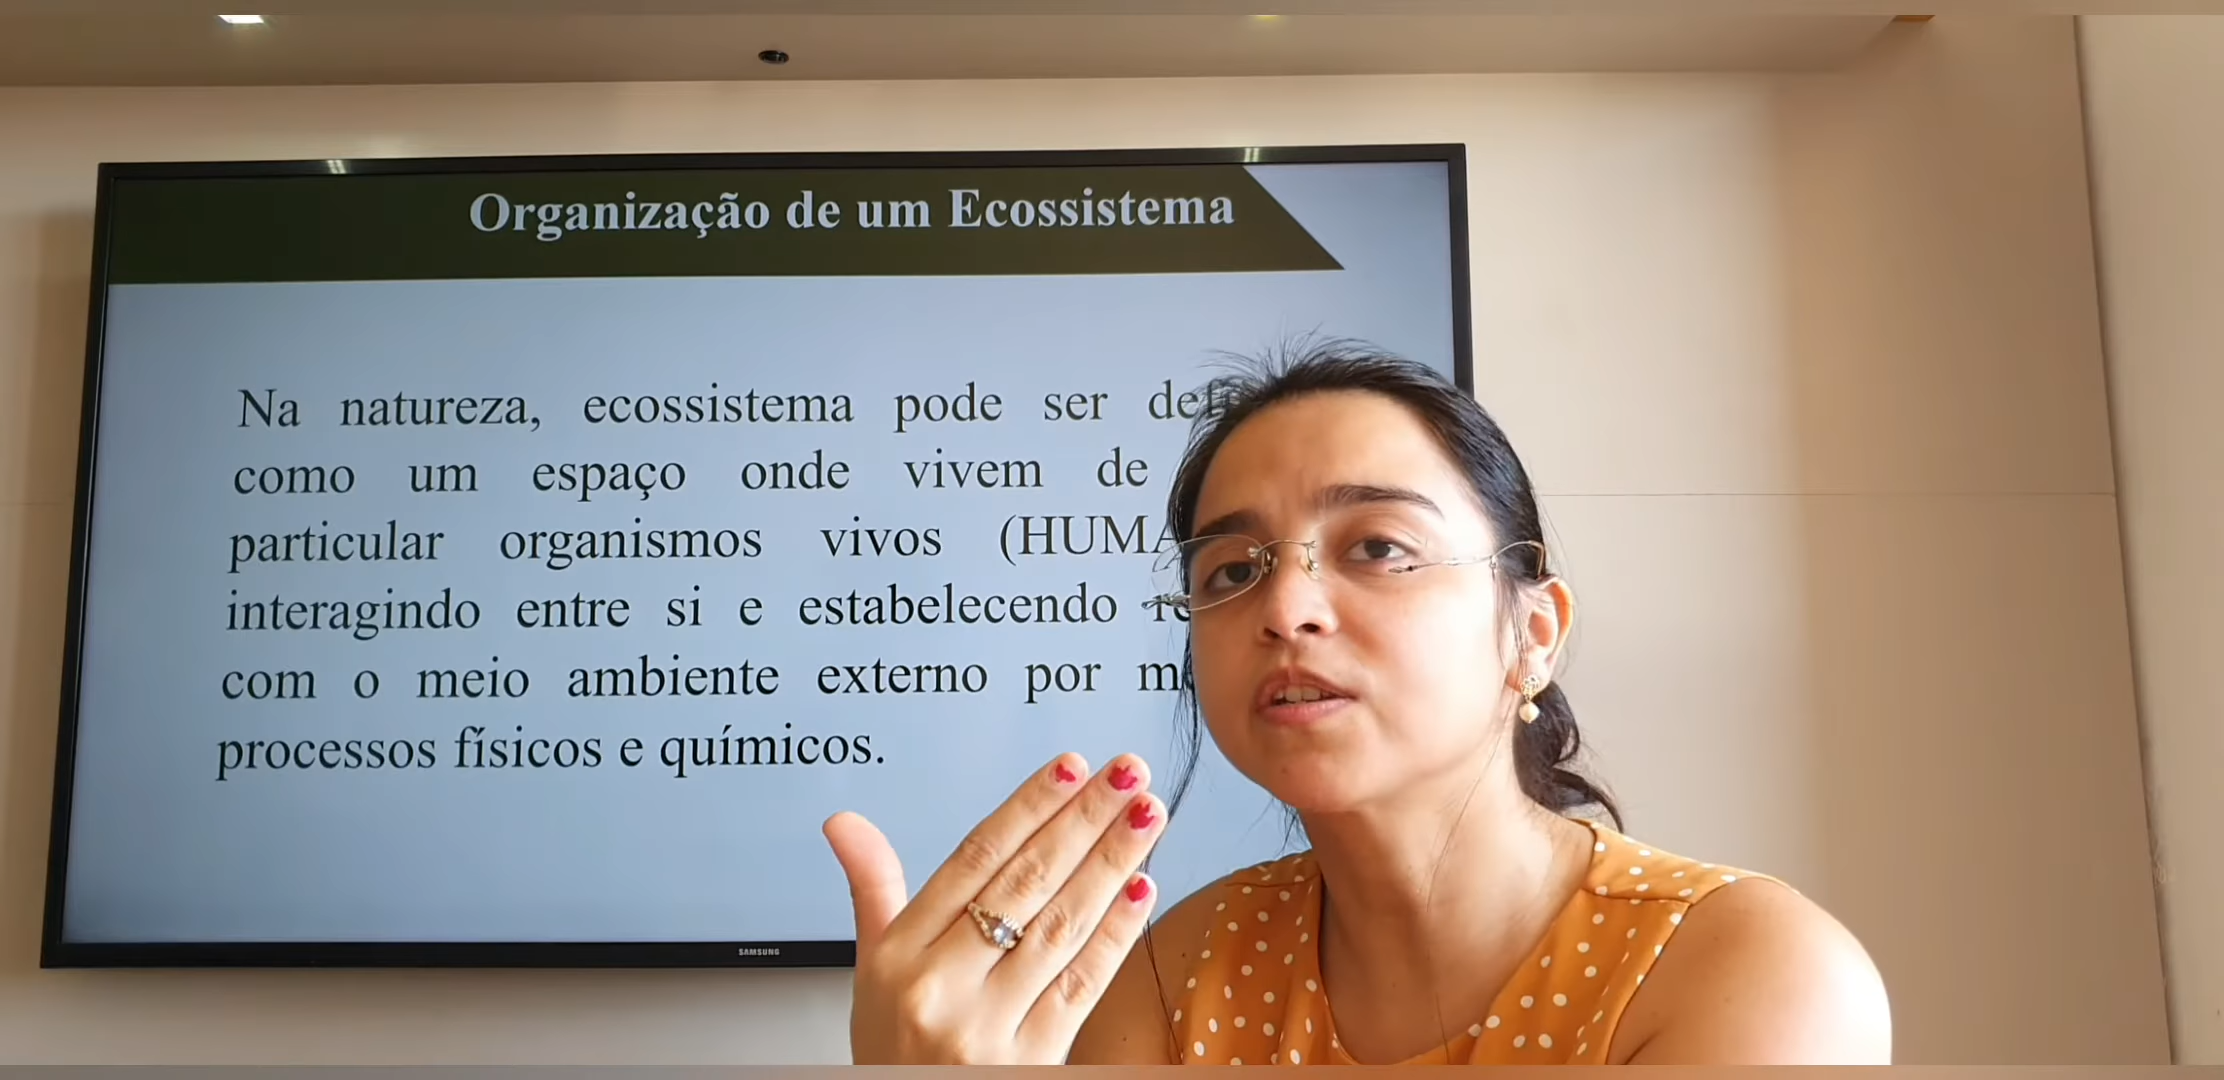 Organização de um Ecossistema
Na natureza, ecossistema pode ser
como um espaço onde vivem de
particular organismos vivos
interagindo entre si e estabelecendo
com o meio ambiente externo por
processos físicos e químicos.
SAMSUNG